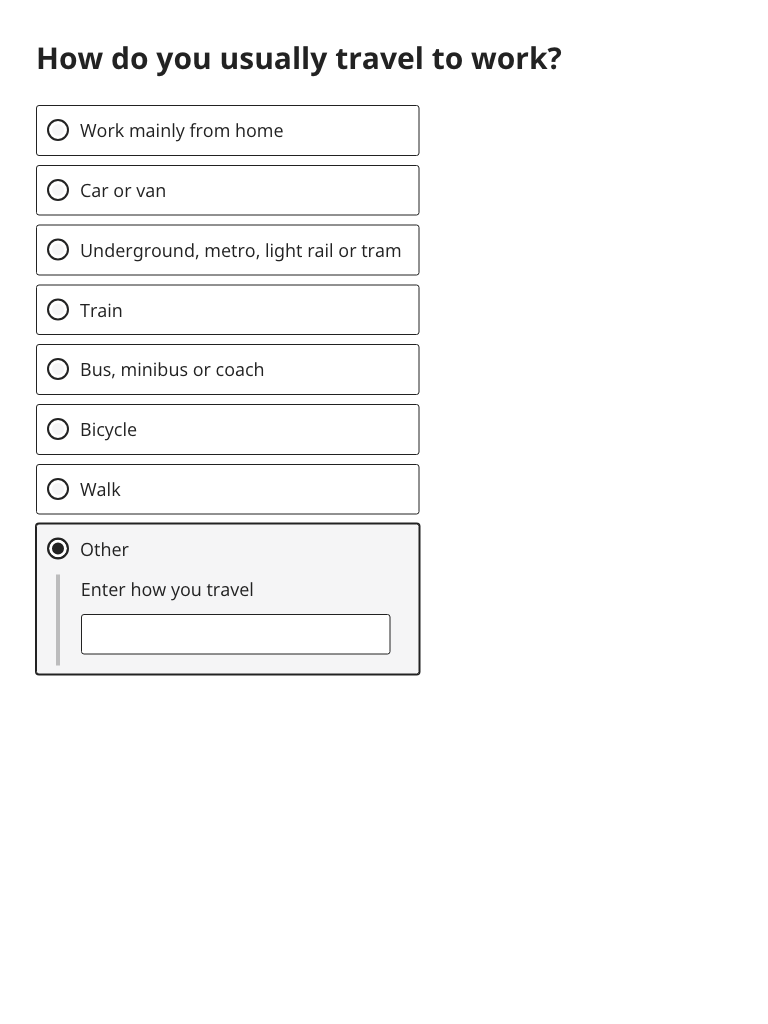 How do you usually travel to work?
Work mainly from home
Car or van
Underground, metro, light rail or tram
Train
Bus, minibus or coach
Bicycle
Walk
Other
Enter how you travel